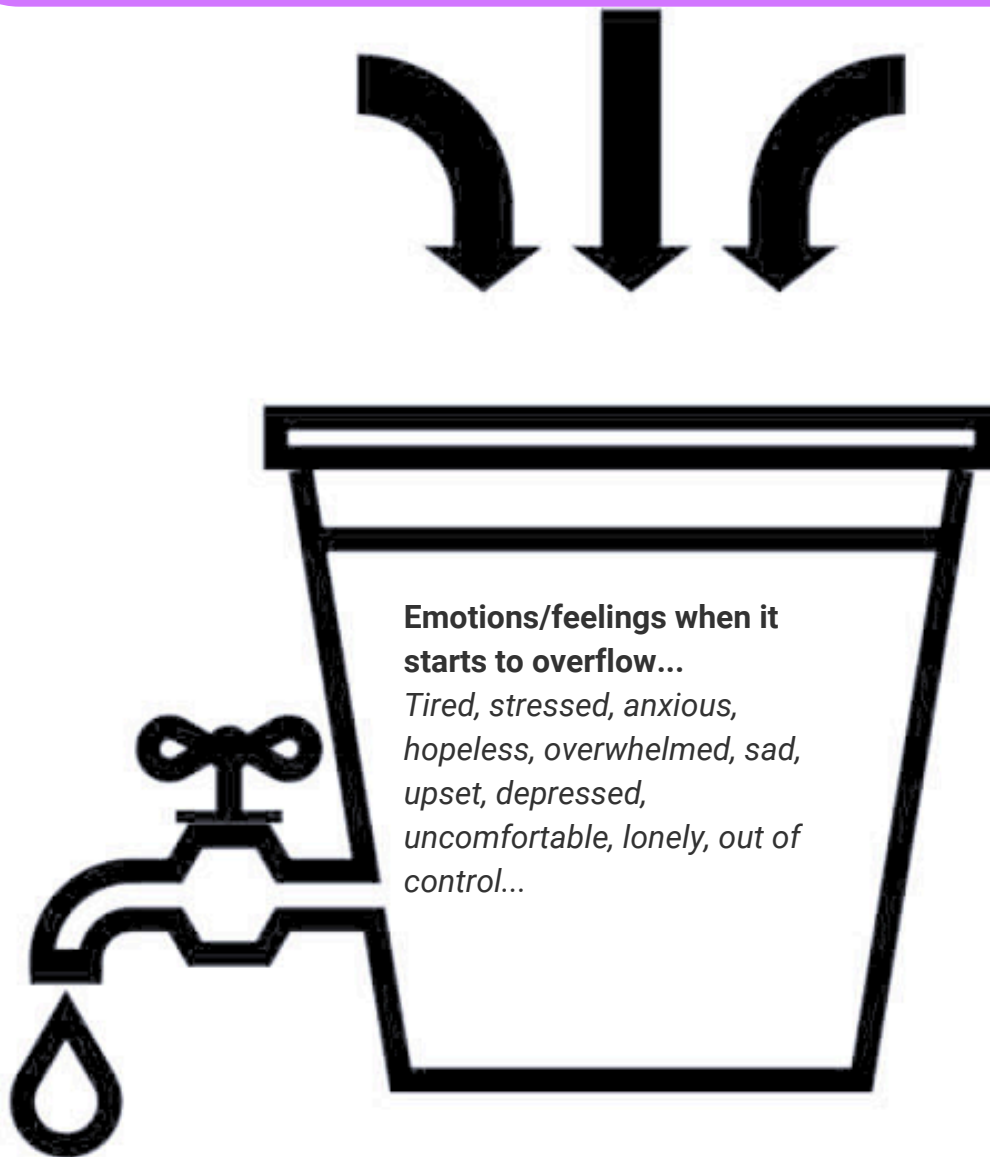 Emotions/feelings when it
starts to overflow...
Tired, stressed, anxious,
hopeless, overwhelmed, sad,
upset, depressed,
uncomfortable, lonely, out of
control...